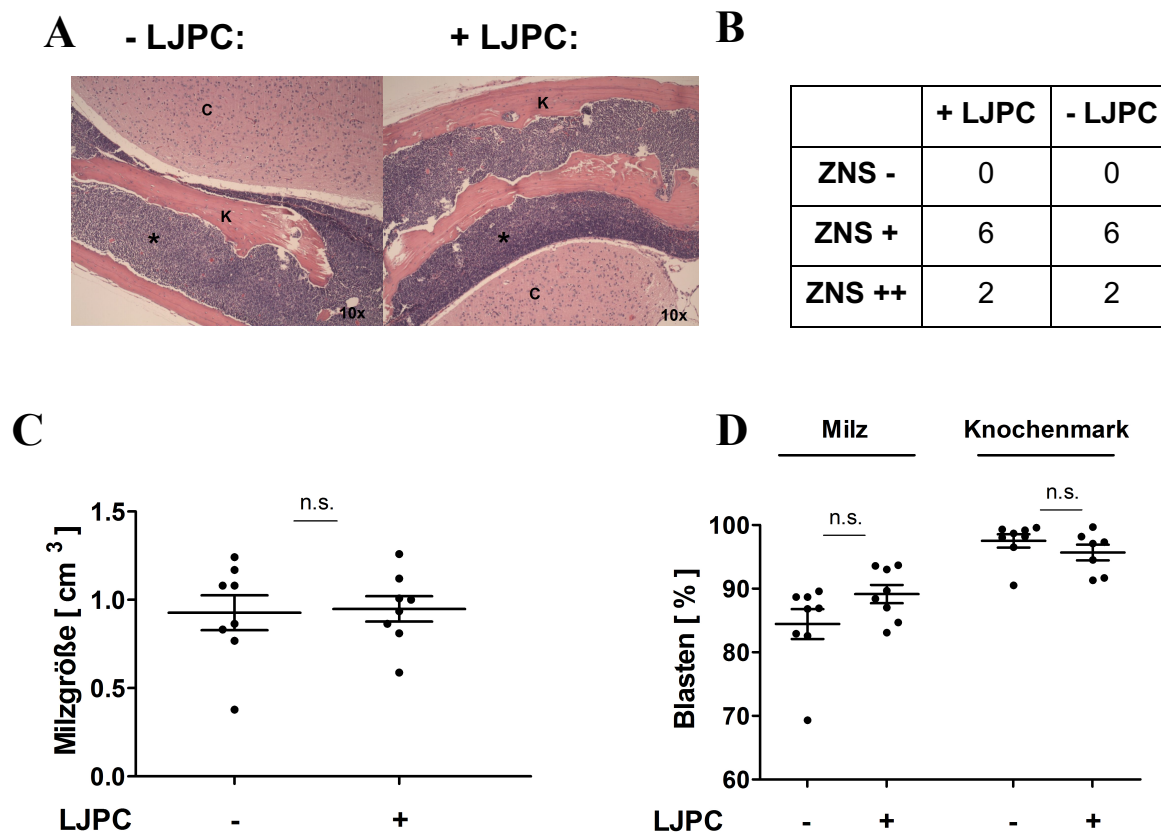 A
- LJPC:
+ LJPC:
C
K
*
10x
K
*
C
10x
B
+ LJPC - LJPC
ZNS - 0 0
ZNS + 6 6
ZNS ++ 2 2
C
Milzgröße [ cm ³ ]
n.s.
1.5
1.0
0.5
0.0
LJPC - +
D
Milz Knochenmark
Blasten [ % ]
n.s. n.s.
100
90
80
70
60
LJPC - + - +